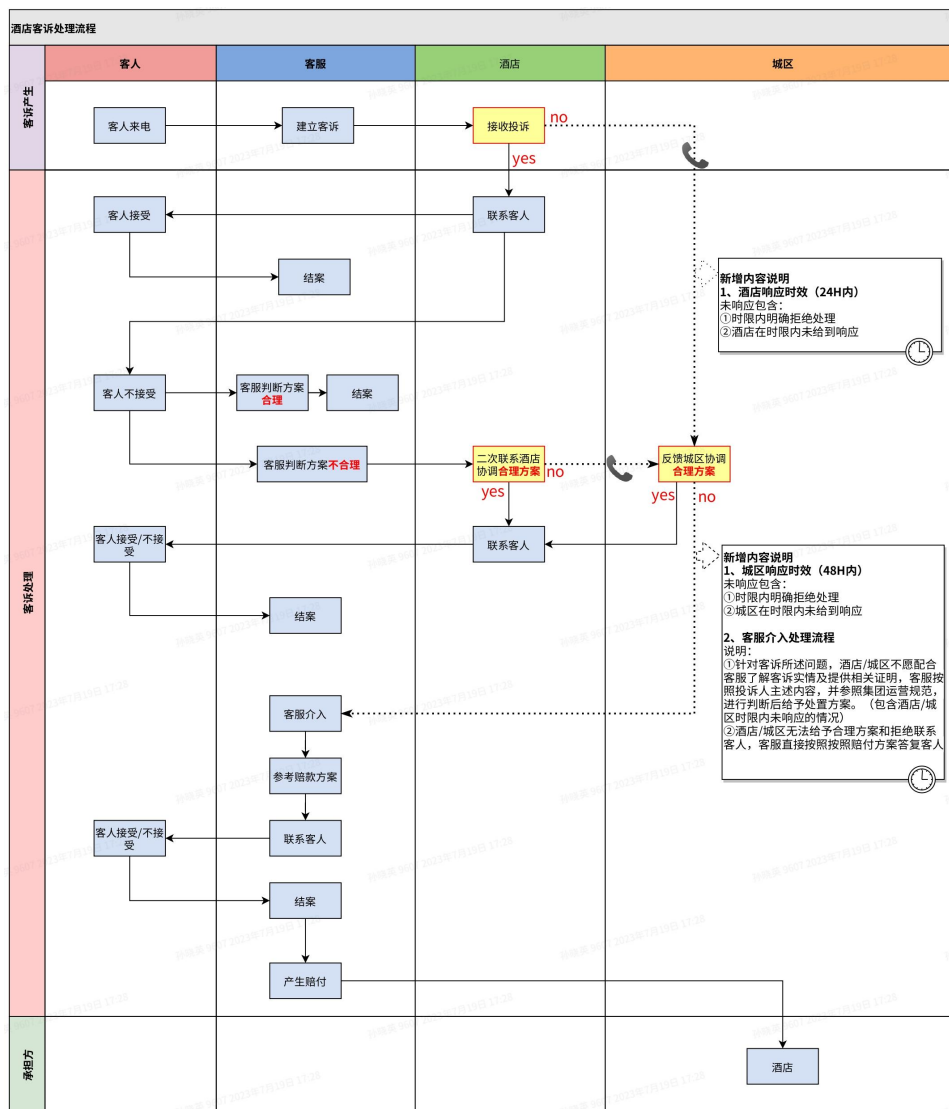 酒店客诉处理流程
客人
客服
酒店
城区
客诉产生
客人来电
建立客诉
接收投诉
no
yes
客诉处理
客人接受
联系客人
结案
新增内容说明
1、酒店响应时效（24H内）
未响应包含：
①时限内明确拒绝处理
②酒店在时限内未给到响应
客人不接受
客服判断方案
合理
结案
客服判断方案不合理
二次联系酒店
协调合理方案
no
反馈城区协调
合理方案
yes
yes
no
客人接受/不接
受
联系客人
结案
新增内容说明
1、城区响应时效（48H内）
未响应包含：
①时限内明确拒绝处理
②城区在时限内未给到响应
2、客服介入处理流程
说明：
①针对客诉所述问题，酒店/城区不愿配合
客服了解客诉实情及提供相关证明，客服按
照投诉人主述内容，并参照集团运营规范，
进行判断后给予处置方案。（包含酒店/城
区时限内未响应的情况）
②酒店/城区无法给予合理方案和拒绝联系
客人，客服直接按照按照赔付方案答复客人
客服介入
参考赔款方案
客人接受/不接
受
联系客人
结案
产生赔付
承担方
酒店